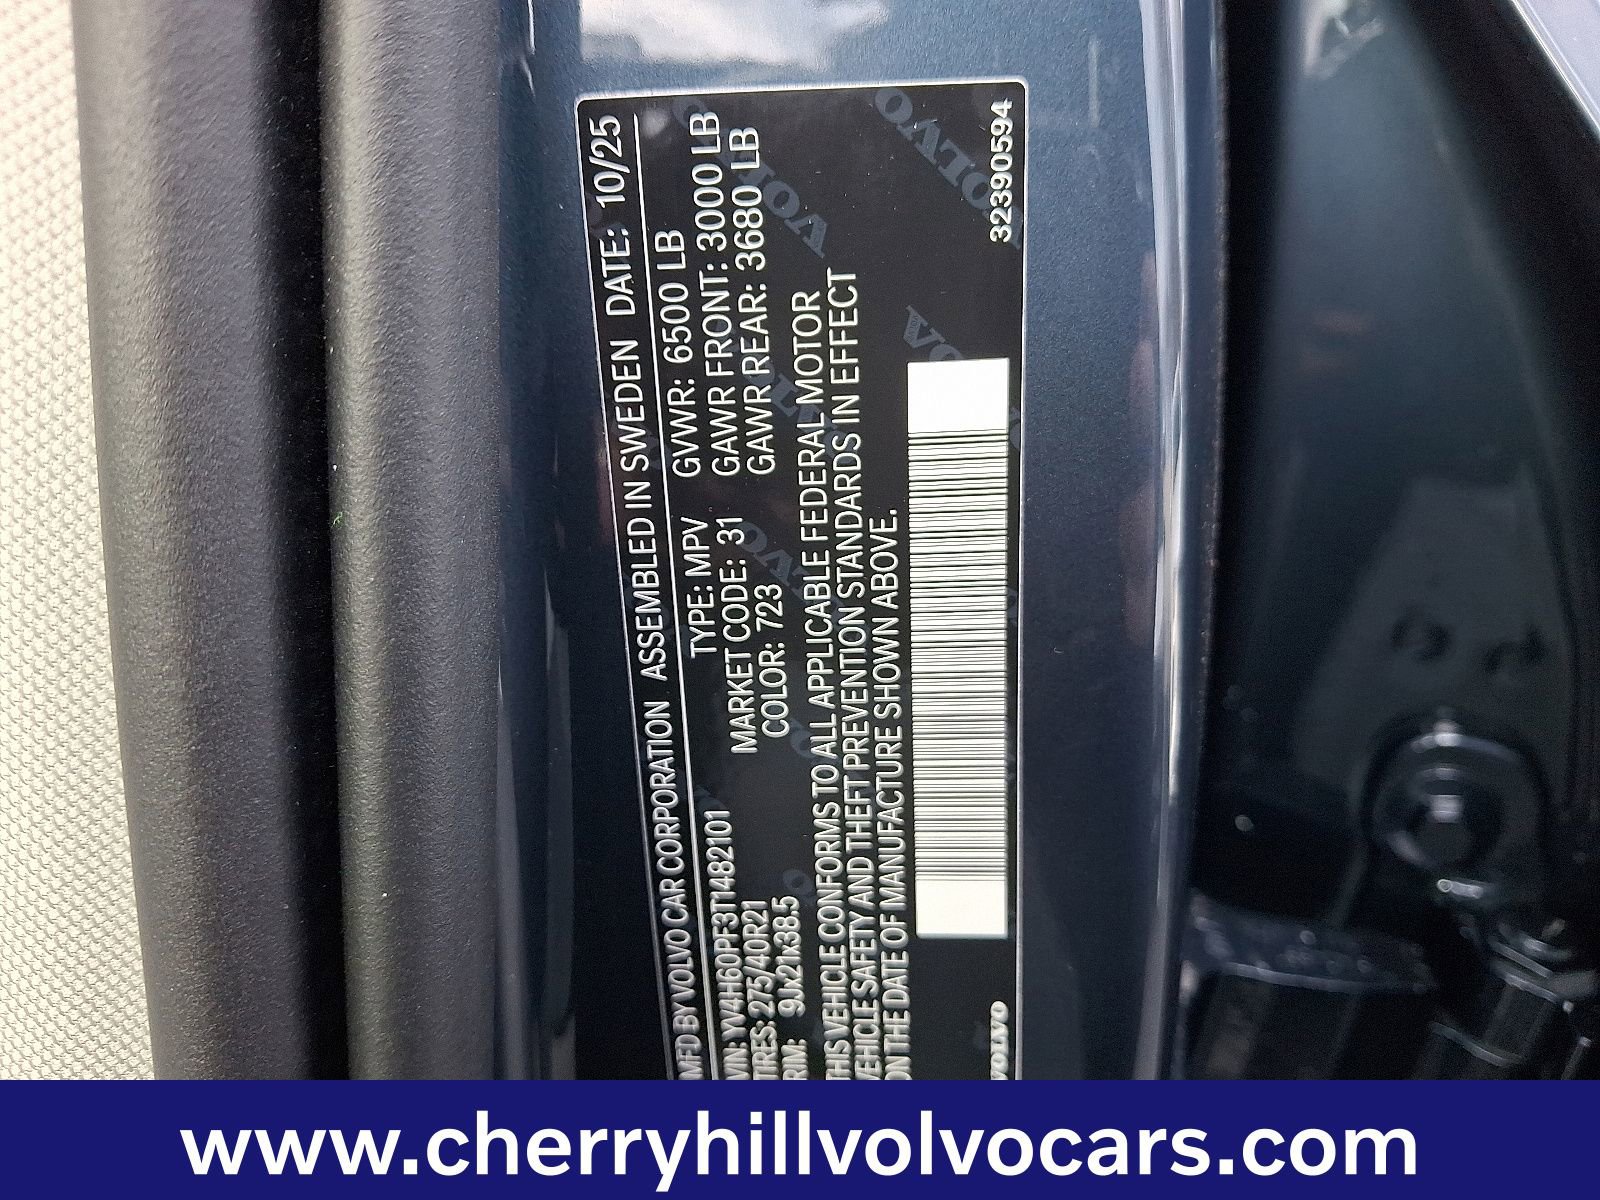 MFD BY VOLVO CAR CORPORATION ASSEMBLED IN SWEDEN DATE: 10/25
VIN: YV4H60PF3T1482101 TYPE: MPV GVWR: 6500 LB
TIRES: 275/40R21 MARKET CODE: 31 GAWR FRONT: 3000 LB
RIM: 9Jx21x38.5 COLOR: 723 GAWR REAR: 3680 LB
THIS VEHICLE CONFORMS TO ALL APPLICABLE FEDERAL MOTOR
VEHICLE SAFETY AND THEFT PREVENTION STANDARDS IN EFFECT
ON THE DATE OF MANUFACTURE SHOWN ABOVE.
VOLVO 32390594
www.cherryhillvolvocars.com